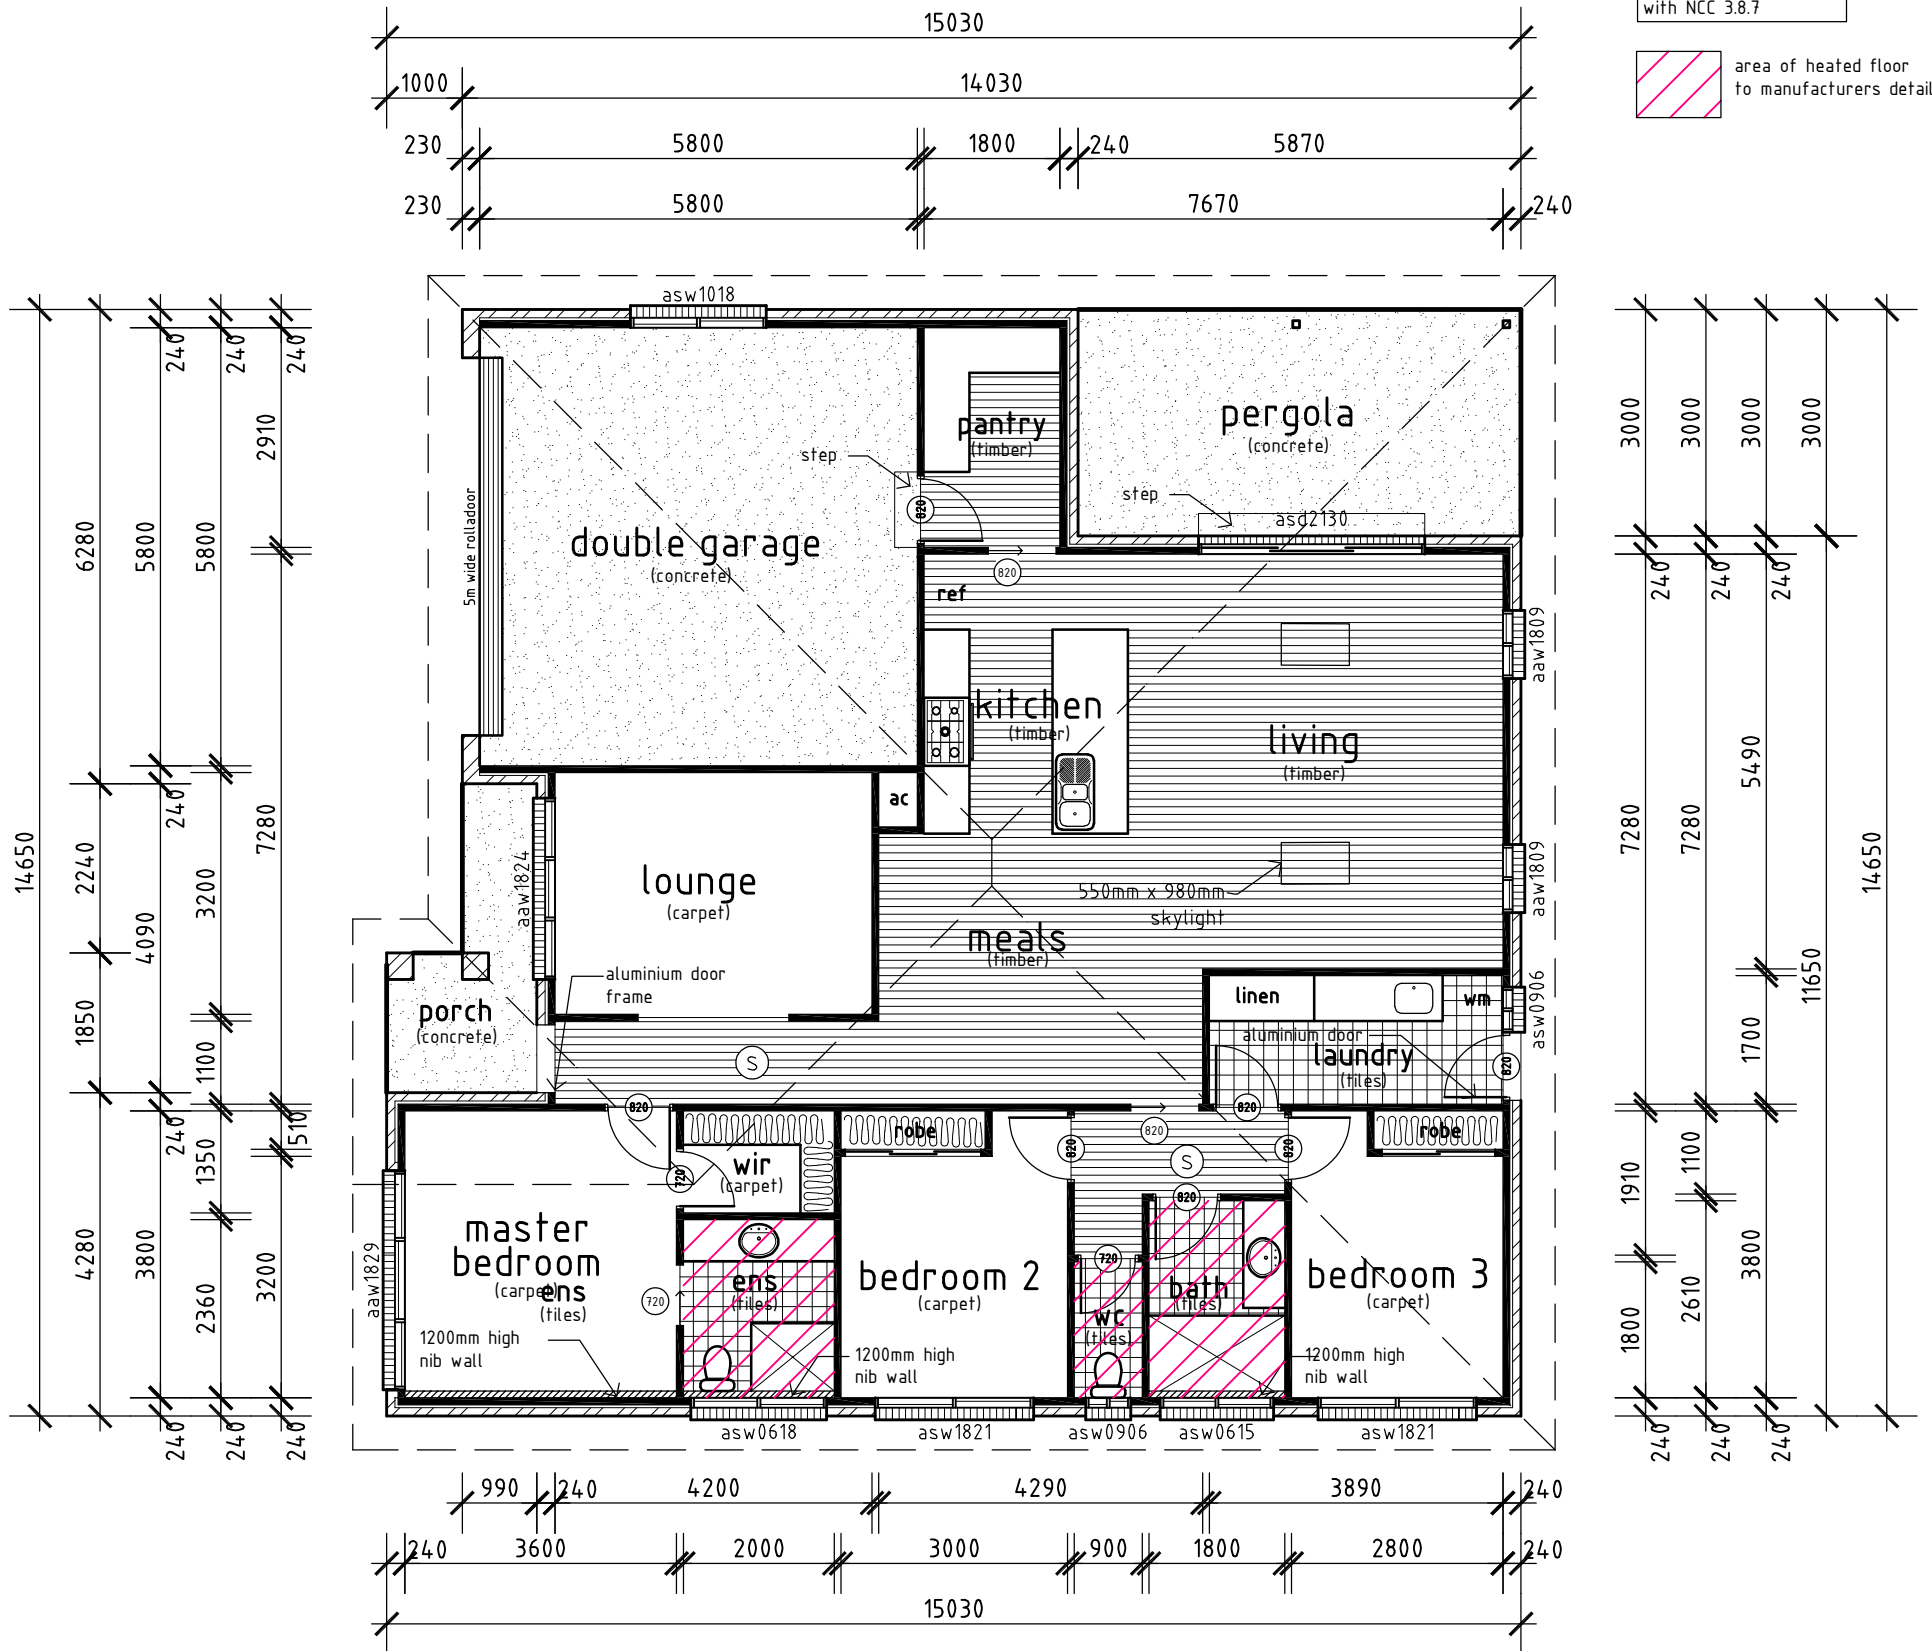 with NCC 3.8.7
area of heated floor
to manufacturers detail
15030
1000
14030
230
5800
1800
240
5870
230
5800
7670
240
asw1018
240
240
240
2910
6280
5800
5800
14650
2240
240
4090
3200
7280
1850
1100
240
1350
510
4280
3800
2360
3200
240
240
240
3000
3000
3000
3000
240
240
240
7280
7280
5490
11650
14650
1700
1910
1100
1800
2610
3800
240
240
240
pantry
(timber)
pergola
(concrete)
step
step
asd2130
820
5m wide rolladoor
double garage
(concrete)
820
ref
aaw1809
kitchen
(timber)
living
(timber)
ac
aaw1824
lounge
(carpet)
aaw1809
550mm x 980mm
skylight
meals
(timber)
aluminium door
frame
porch
(concrete)
linen
wm
asw0906
aluminium door
laundry
(tiles)
S
820
820
820
robe
820
820
820
robe
wir
(carpet)
720
S
820
master
bedroom
(carpet)
ens
(tiles)
aaw1829
720
ens
(tiles)
bedroom 2
(carpet)
720
wc
(tiles)
bath
(tiles)
bedroom 3
(carpet)
1200mm high
nib wall
1200mm high
nib wall
1200mm high
nib wall
asw0618
asw1821
asw0906
asw0615
asw1821
990
240
4200
4290
3890
240
240
3600
2000
3000
900
1800
2800
240
15030